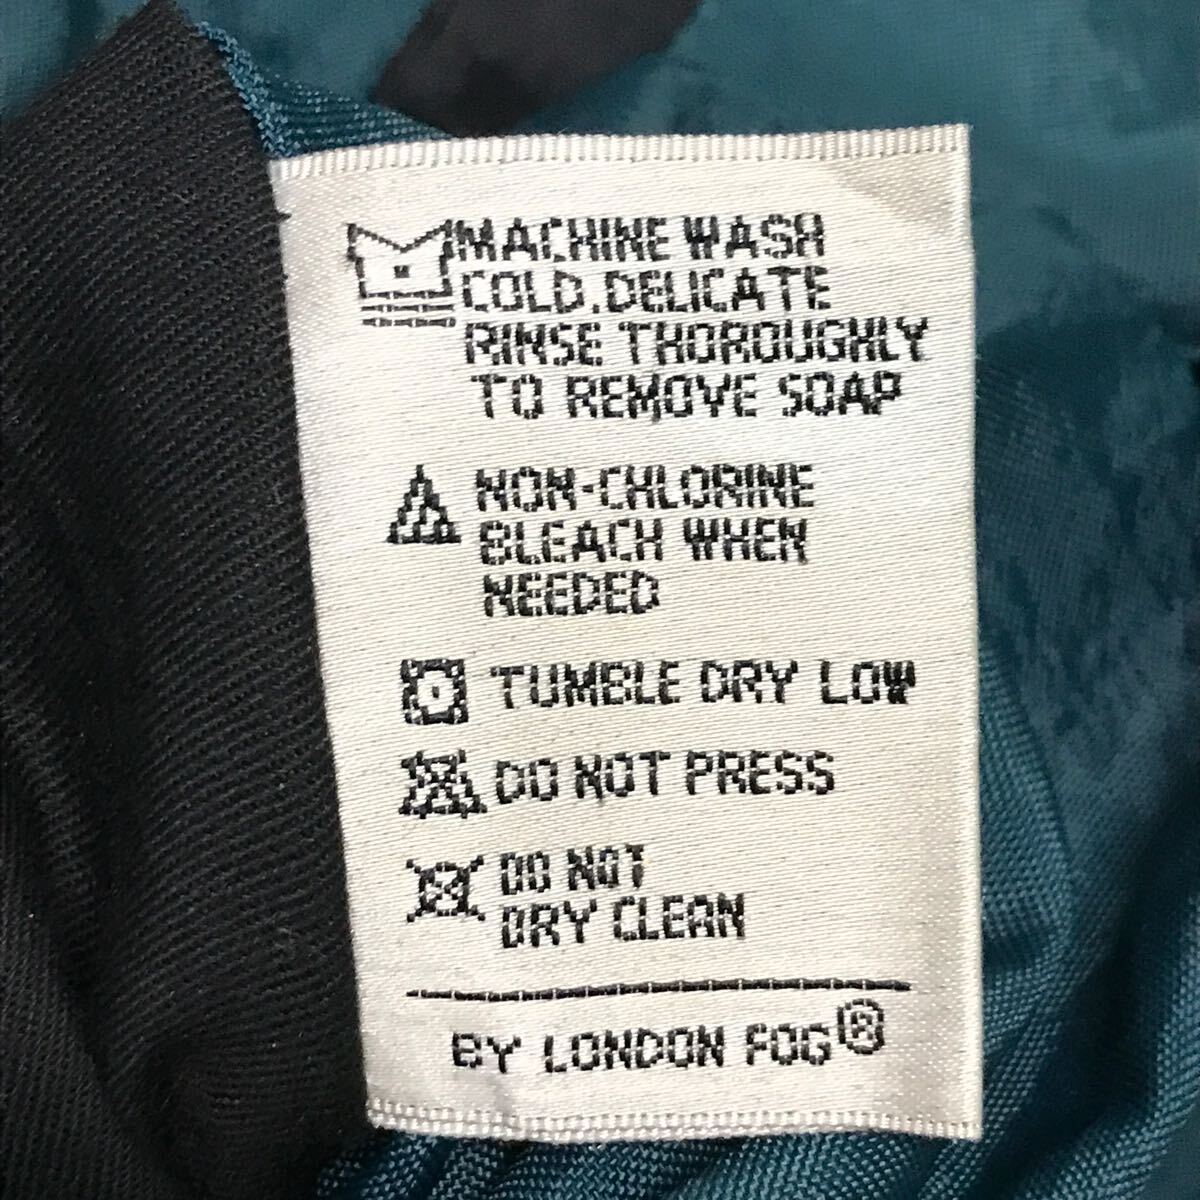 MACHINE WASH
COLD.DELICATE
RINSE THOROUGHLY
TO REMOVE SOAP
NON-CHLORINE
BLEACH WHEN
NEEDED
TUMBLE DRY LOW
DO NOT PRESS
DO NOT
DRY CLEAN
BY LONDON FOG®